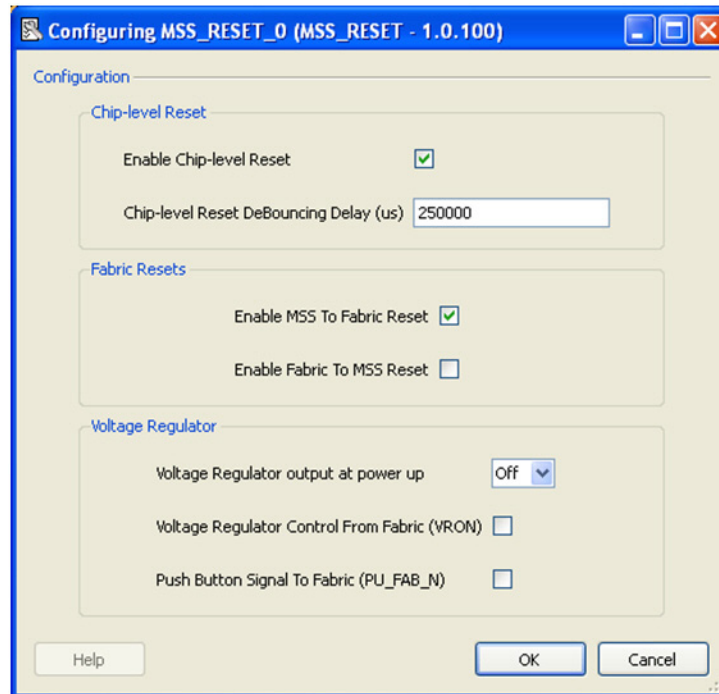 Configuring MSS_RESET_0 (MSS_RESET - 1.0.100)
Configuration
Chip-level Reset
Enable Chip-level Reset
Chip-level Reset DeBouncing Delay (us) 250000
Fabric Resets
Enable MSS To Fabric Reset
Enable Fabric To MSS Reset
Voltage Regulator
Voltage Regulator output at power up Off
Voltage Regulator Control From Fabric (VRON)
Push Button Signal To Fabric (PU_FAB_N)
Help OK Cancel